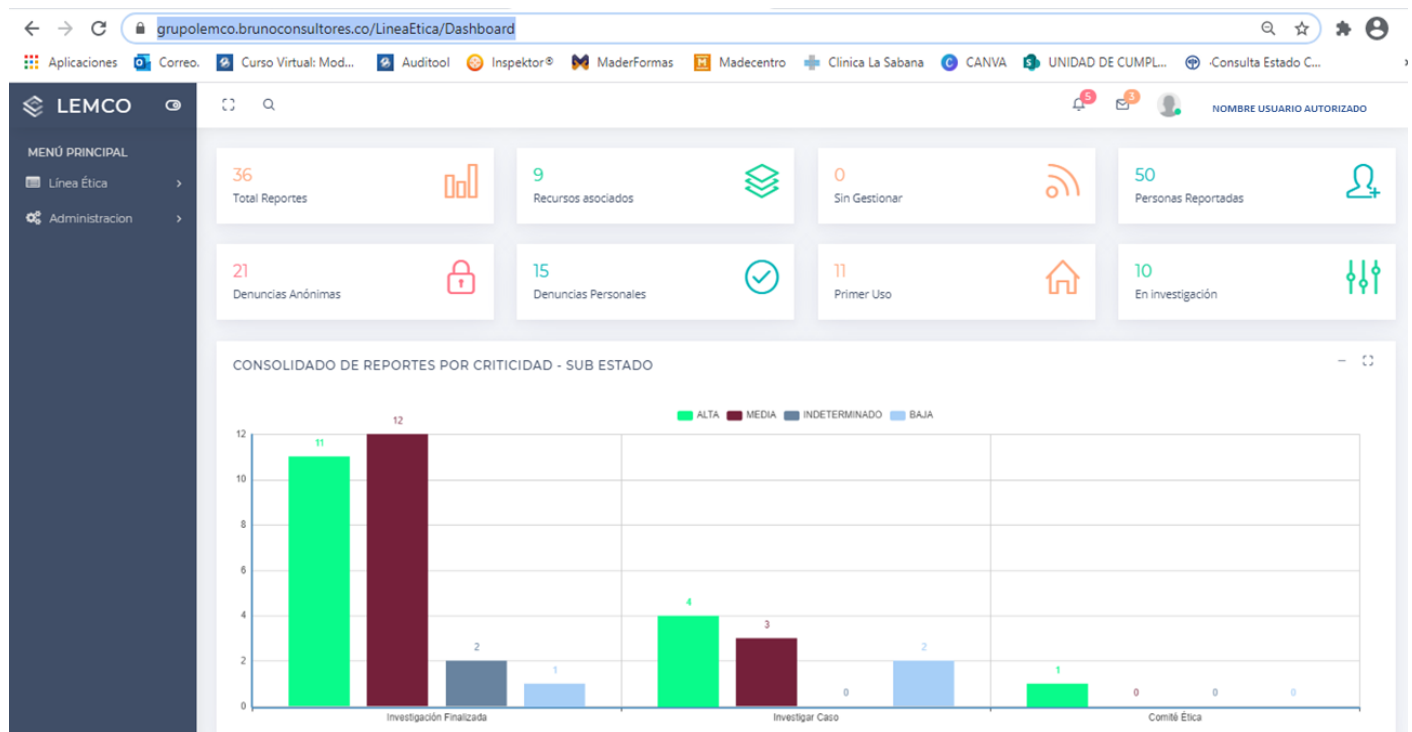 grupolemco.brunoconsultores.co/LineaEtica/Dashboard
Aplicaciones Correo. Curso Virtual: Mod... Auditool Inspektor® MaderFormas Madecentro Clinica La Sabana CANVA UNIDAD DE CUMPL... ·Consulta Estado C...
LEMCO
5 3 NOMBRE USUARIO AUTORIZADO
MENÚ PRINCIPAL
Línea Ética
Administracion
36
Total Reportes
9
Recursos asociados
0
Sin Gestionar
50
Personas Reportadas
21
Denuncias Anónimas
15
Denuncias Personales
11
Primer Uso
10
En investigación
CONSOLIDADO DE REPORTES POR CRITICIDAD - SUB ESTADO
ALTA MEDIA INDETERMINADO BAJA
12
10
8
6
4
2
0
11 12 2 1
4 3 0 2
1 0 0 0
Investigación Finalizada Investigar Caso Comité Ética